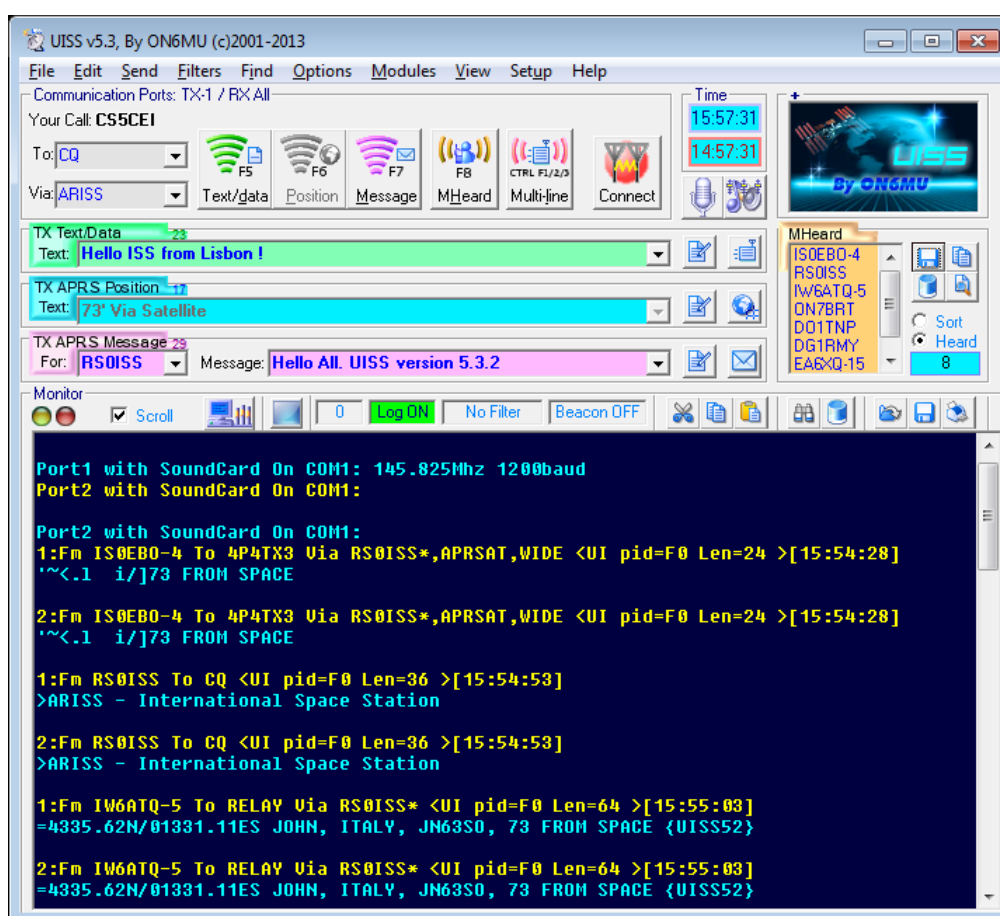 UISS v5.3, By ON6MU (c)2001-2013
File Edit Send Filters Find Options Modules View Setup Help
Communication Ports: TX-1 / RX All
Time
+
Your Call: CS5CEI
15:57:31
To: CQ
14:57:31
UISS
By ON6MU
F5
F6
F7
F8
CTRL F1/2/3
Via: ARISS
Text/data
Position
Message
MHeard
Multi-line
Connect
TX Text/Data 23
Text: Hello ISS from Lisbon !
TX APRS Position 17
Text: 73' Via Satellite
TX APRS Message 29
For: RS0ISS Message: Hello All. UISS version 5.3.2
MHeard
IS0EBO-4
RS0ISS
IW6ATQ-5
ON7BRT
DO1TNP
DG1RMY
EA6XQ-15
Sort
Heard
8
Monitor
Scroll
0
Log ON
No Filter
Beacon OFF
Port1 with SoundCard On COM1: 145.825Mhz 1200baud
Port2 with SoundCard On COM1:
Port2 with SoundCard On COM1:
1:Fm IS0EBO-4 To 4P4TX3 Via RS0ISS*,APRSAT,WIDE <UI pid=F0 Len=24 >[15:54:28]
'~<.l  i/]73 FROM SPACE
2:Fm IS0EBO-4 To 4P4TX3 Via RS0ISS*,APRSAT,WIDE <UI pid=F0 Len=24 >[15:54:28]
'~<.l  i/]73 FROM SPACE
1:Fm RS0ISS To CQ <UI pid=F0 Len=36 >[15:54:53]
>ARISS - International Space Station
2:Fm RS0ISS To CQ <UI pid=F0 Len=36 >[15:54:53]
>ARISS - International Space Station
1:Fm IW6ATQ-5 To RELAY Via RS0ISS* <UI pid=F0 Len=64 >[15:55:03]
=4335.62N/01331.11ES JOHN, ITALY, JN63SO, 73 FROM SPACE {UISS52}
2:Fm IW6ATQ-5 To RELAY Via RS0ISS* <UI pid=F0 Len=64 >[15:55:03]
=4335.62N/01331.11ES JOHN, ITALY, JN63SO, 73 FROM SPACE {UISS52}